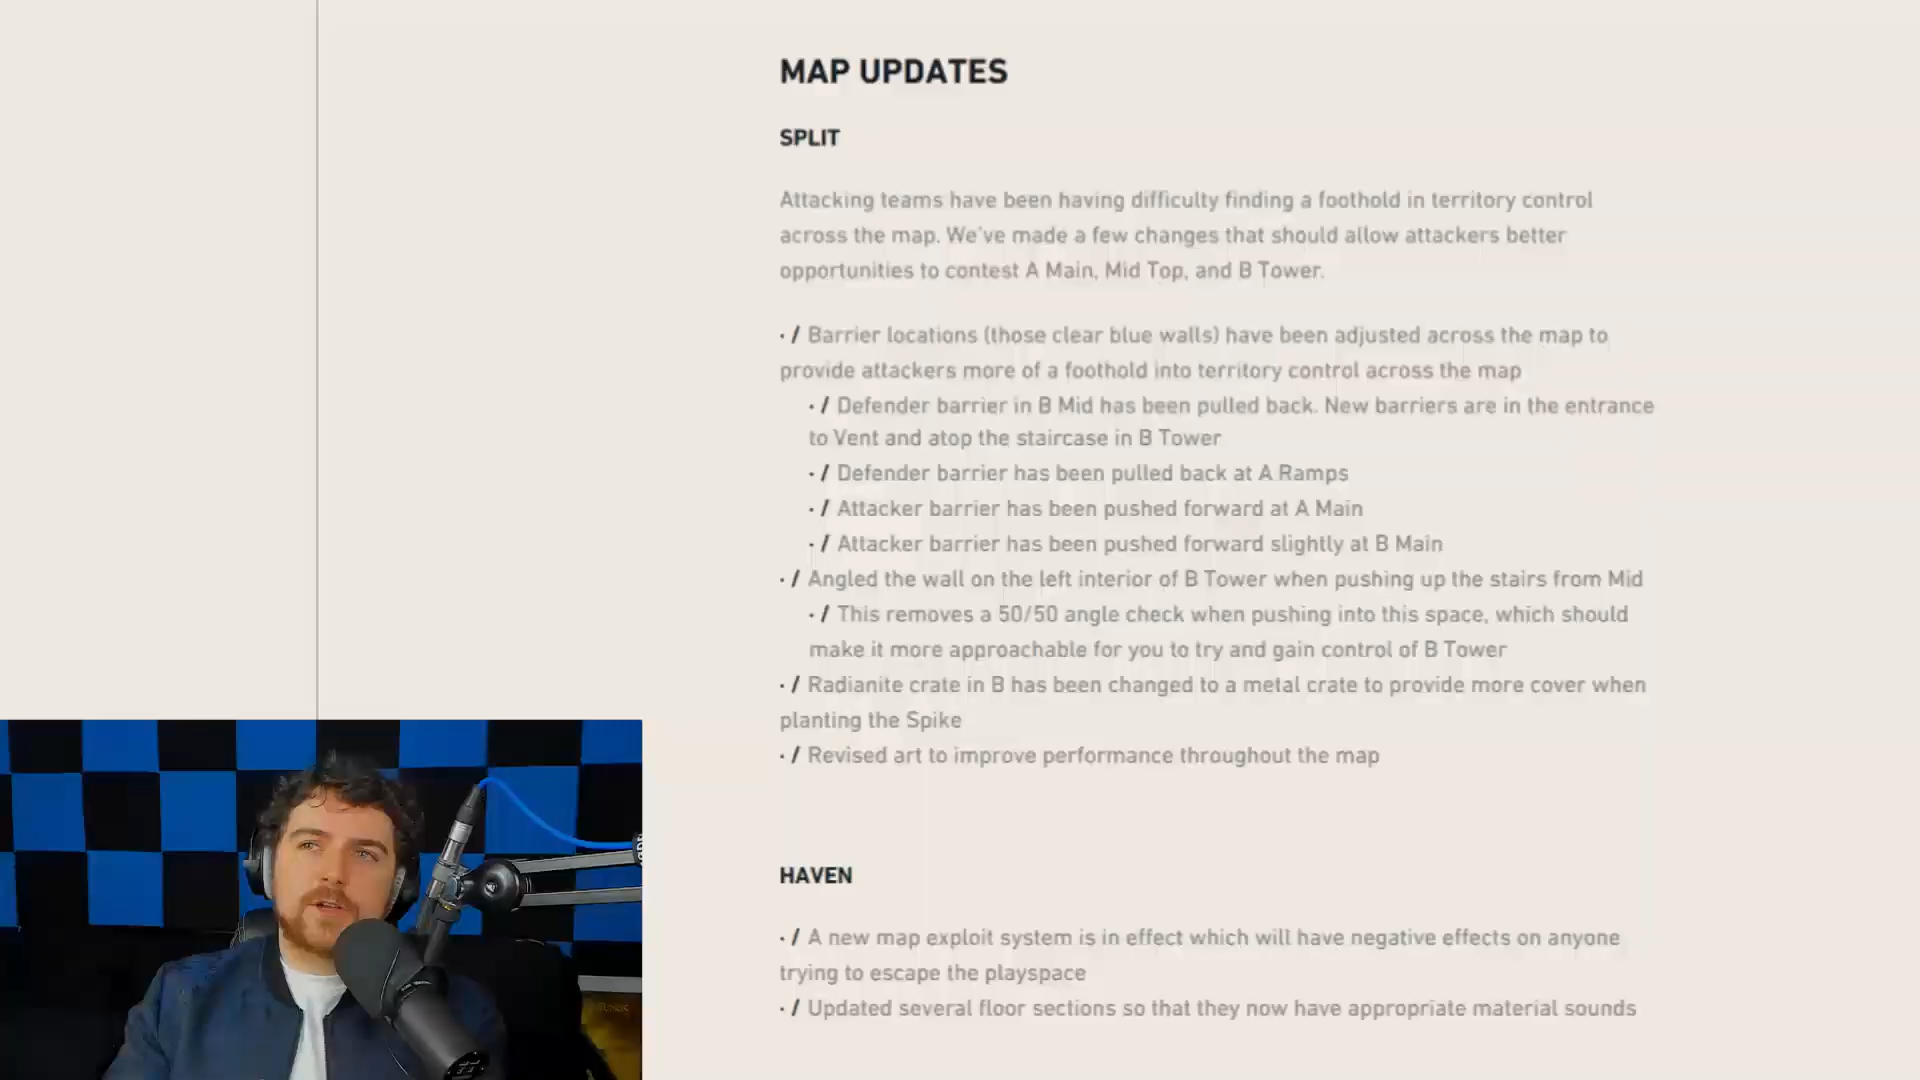 MAP UPDATES
SPLIT
Attacking teams have been having difficulty finding a foothold in territory control
across the map. We've made a few changes that should allow attackers better
opportunities to contest A Main, Mid Top, and B Tower.
· / Barrier locations (those clear blue walls) have been adjusted across the map to
provide attackers more of a foothold into territory control across the map
· / Defender barrier in B Mid has been pulled back. New barriers are in the entrance
to Vent and atop the staircase in B Tower
· / Defender barrier has been pulled back at A Ramps
· / Attacker barrier has been pushed forward at A Main
· / Attacker barrier has been pushed forward slightly at B Main
· / Angled the wall on the left interior of B Tower when pushing up the stairs from Mid
· / This removes a 50/50 angle check when pushing into this space, which should
make it more approachable for you to try and gain control of B Tower
· / Radianite crate in B has been changed to a metal crate to provide more cover when
planting the Spike
· / Revised art to improve performance throughout the map
HAVEN
· / A new map exploit system is in effect which will have negative effects on anyone
trying to escape the playspace
· / Updated several floor sections so that they now have appropriate material sounds